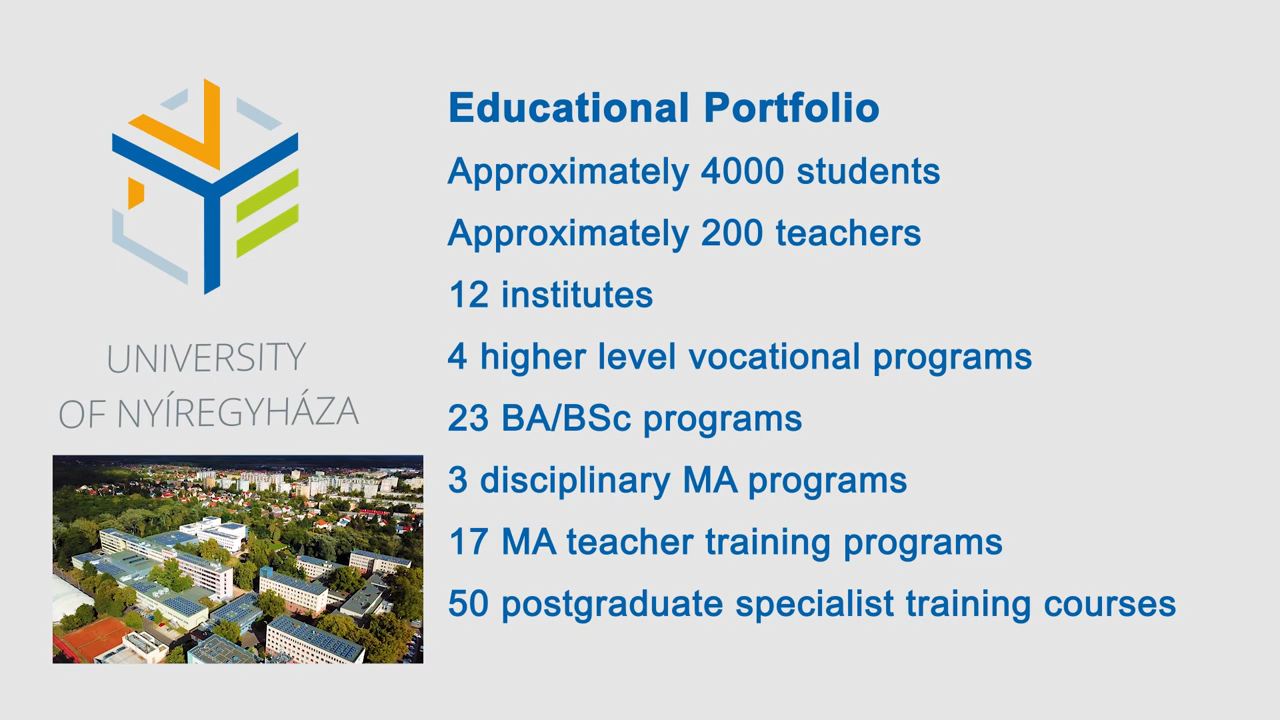 UNIVERSITY
OF NYÍREGYHÁZA
Educational Portfolio
Approximately 4000 students
Approximately 200 teachers
12 institutes
4 higher level vocational programs
23 BA/BSc programs
3 disciplinary MA programs
17 MA teacher training programs
50 postgraduate specialist training courses